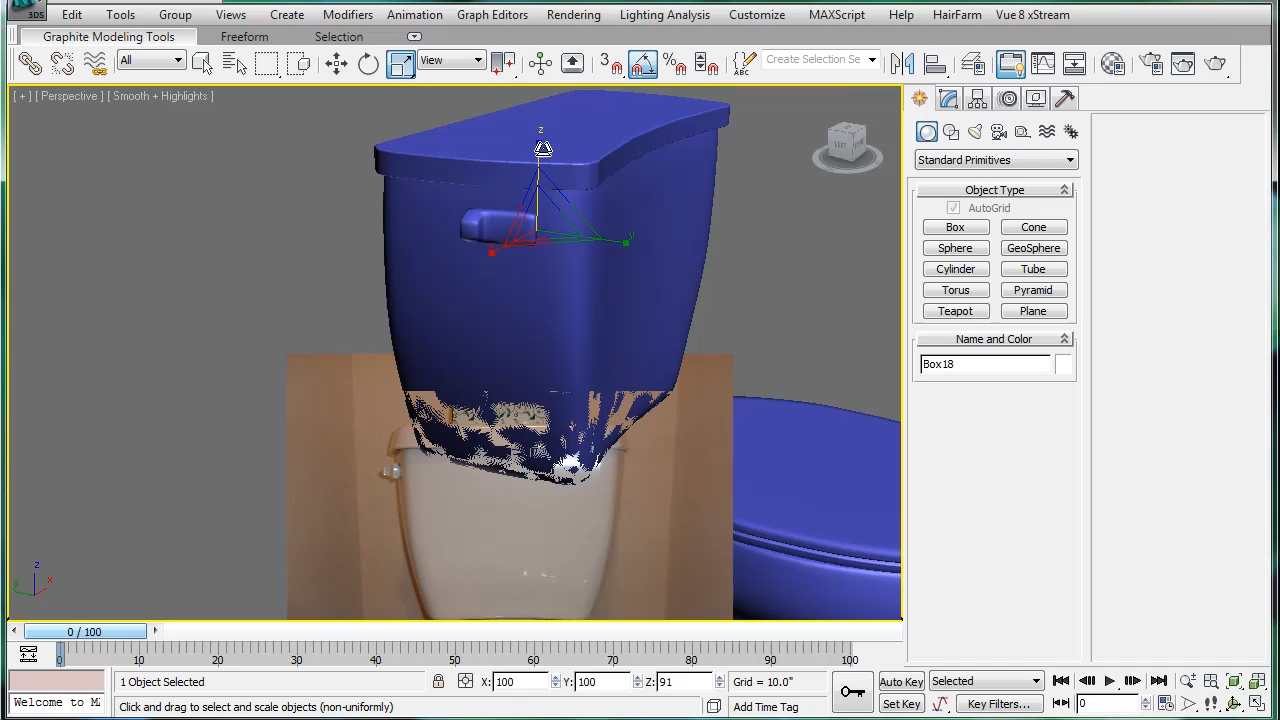 3DS
Edit Tools Group Views Create Modifiers Animation Graph Editors Rendering Lighting Analysis Customize MAXScript Help HairFarm Vue 8 xStream
Graphite Modeling Tools Freeform Selection
All View 3 % ABC Create Selection Se
[ + ] [ Perspective ] [ Smooth + Highlights ]
z
y
LEFT
Standard Primitives
Object Type
AutoGrid
Box Cone
Sphere GeoSphere
Cylinder Tube
Torus Pyramid
Teapot Plane
Name and Color
Box18
z
y x
0 / 100
0 10 20 30 40 50 60 70 80 90 100
1 Object Selected X: 100 Y: 100 Z: 91 Grid = 10.0" Auto Key Selected
Welcome to M Click and drag to select and scale objects (non-uniformly) Add Time Tag Set Key Key Filters... 0